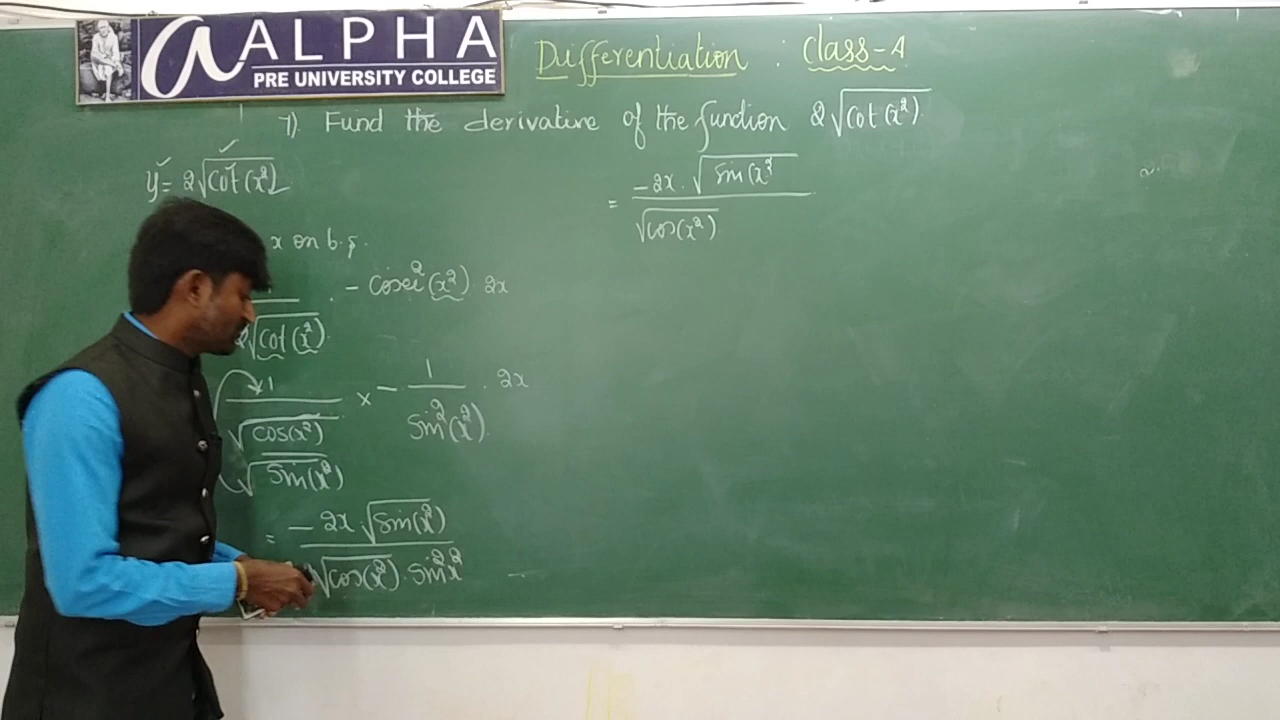 a ALPHA
PRE UNIVERSITY COLLEGE
Differentiation : Class-4
7). Find the derivative of the function 2√(cot(x²))
y = 2√(cot(x²))
x on b.s.
2√(cot(x²)) . - cosec²(x²) 2x
1/(√(cos(x²))/√(sin(x²))) × - 1/(sin²(x²)) . 2x
= - 2x √(sin(x²)) / √(cos(x²)) . sin²x²
= -2x . √(sin(x²) / √(cos(x²))